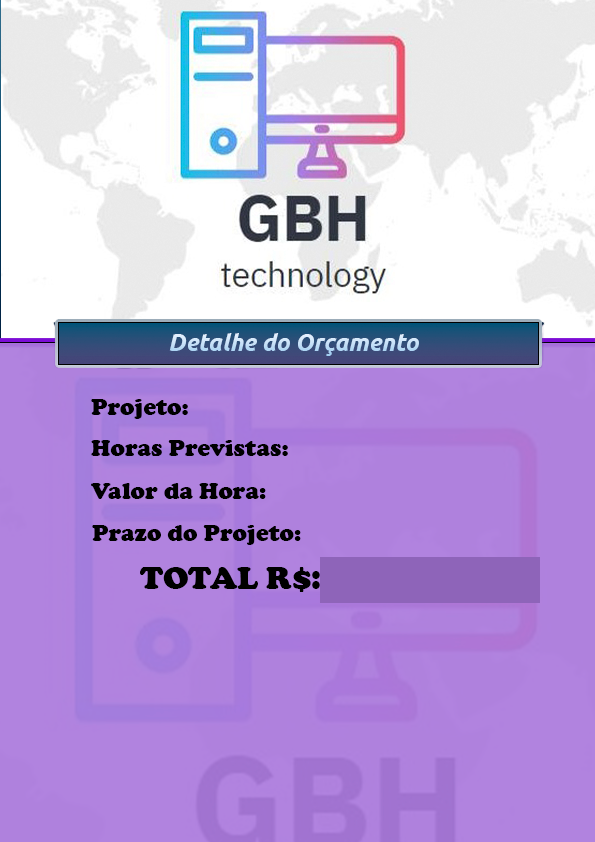 GBH
technology
Detalhe do Orçamento
Projeto:
Horas Previstas:
Valor da Hora:
Prazo do Projeto:
TOTAL R$:
GBH